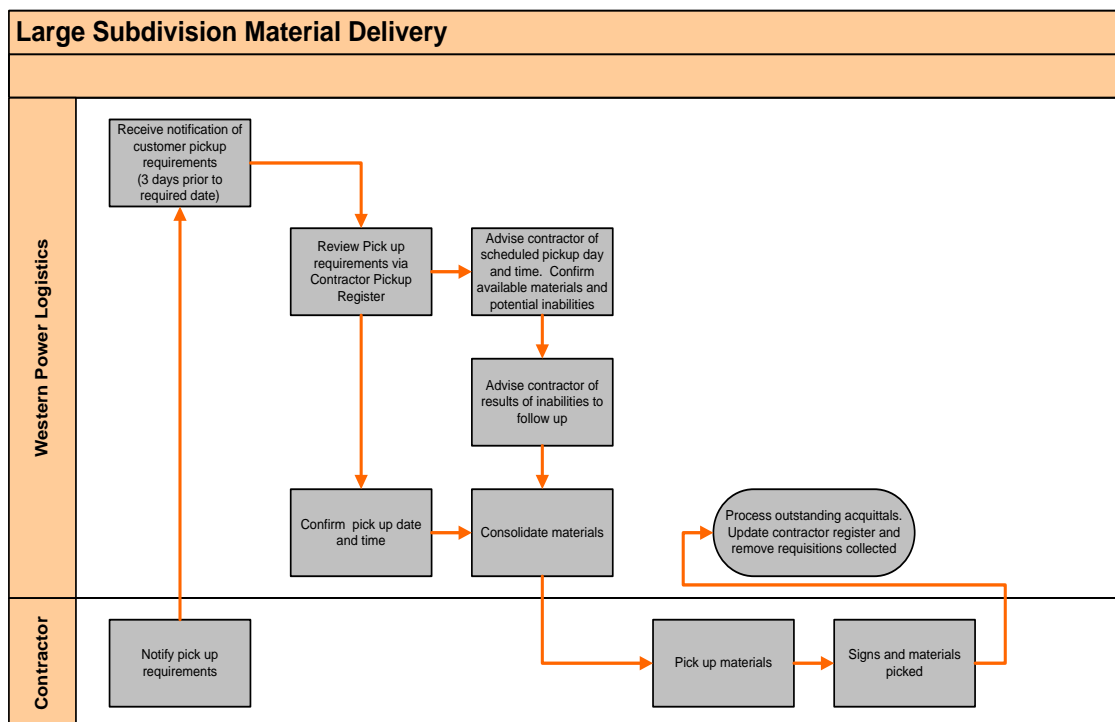 Large Subdivision Material Delivery
Western Power Logistics
Receive notification of
customer pickup
requirements
(3 days prior to
required date)
Review Pick up
requirements via
Contractor Pickup
Register
Advise contractor of
scheduled pickup day
and time.  Confirm
available materials and
potential inabilities
Advise contractor of
results of inabilities to
follow up
Confirm  pick up date
and time
Consolidate materials
Process outstanding acquittals.
Update contractor register and
remove requisitions collected
Contractor
Notify pick up
requirements
Pick up materials
Signs and materials
picked